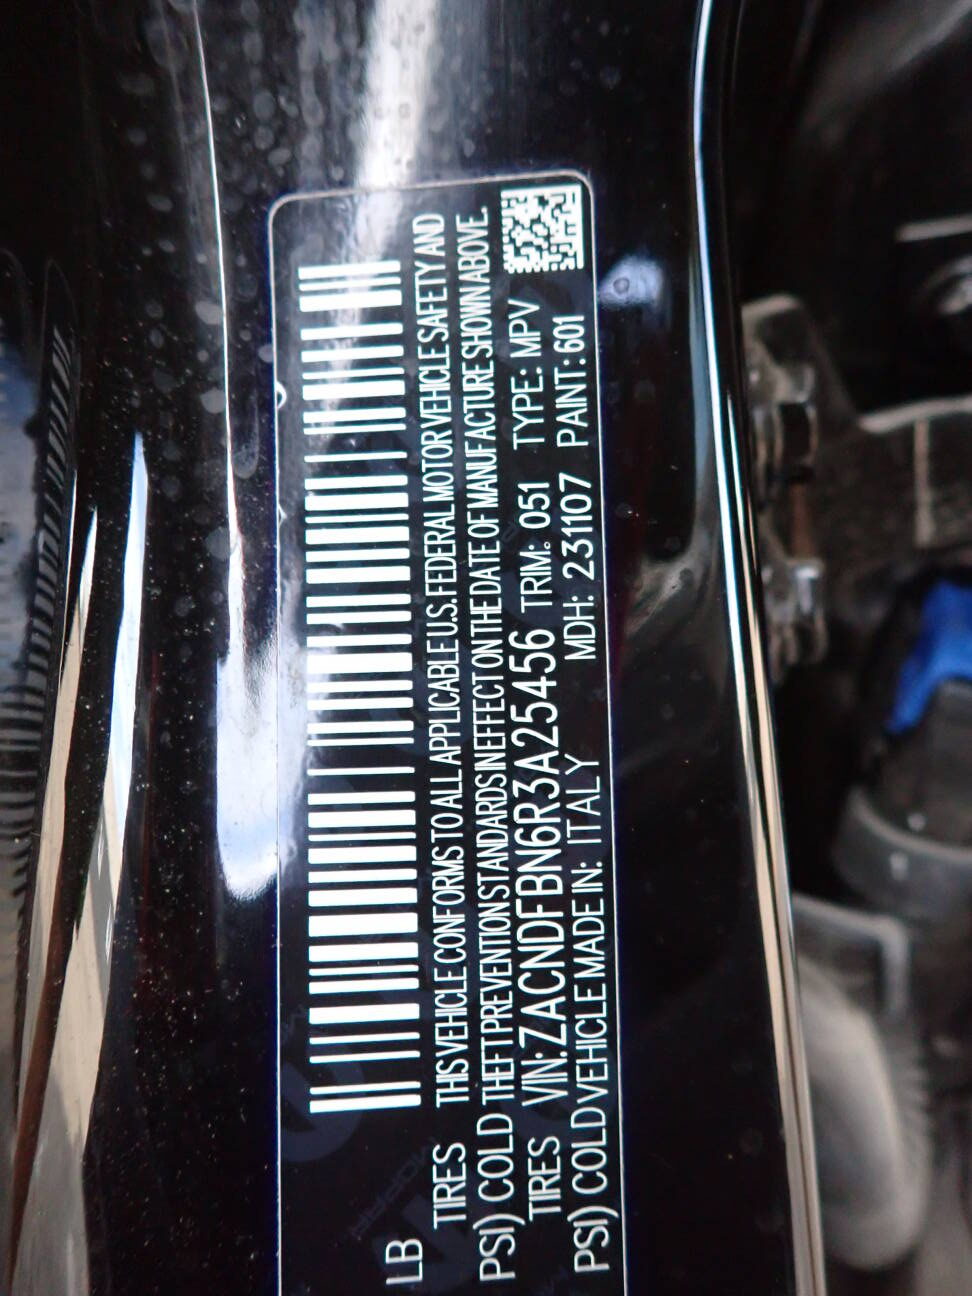 LB
TIRES
PSI) COLD
TIRES
PSI) COLD
THIS VEHICLE CONFORMS TO ALL APPLICABLE U.S. FEDERAL MOTOR VEHICLE SAFETY AND
THEFT PREVENTION STANDARDS IN EFFECT ON THE DATE OF MANUFACTURE SHOWN ABOVE.
VIN: ZACNDFBN6R3A25456 TRIM: 051 TYPE: MPV
VEHICLE MADE IN: ITALY MDH: 231107 PAINT: 601